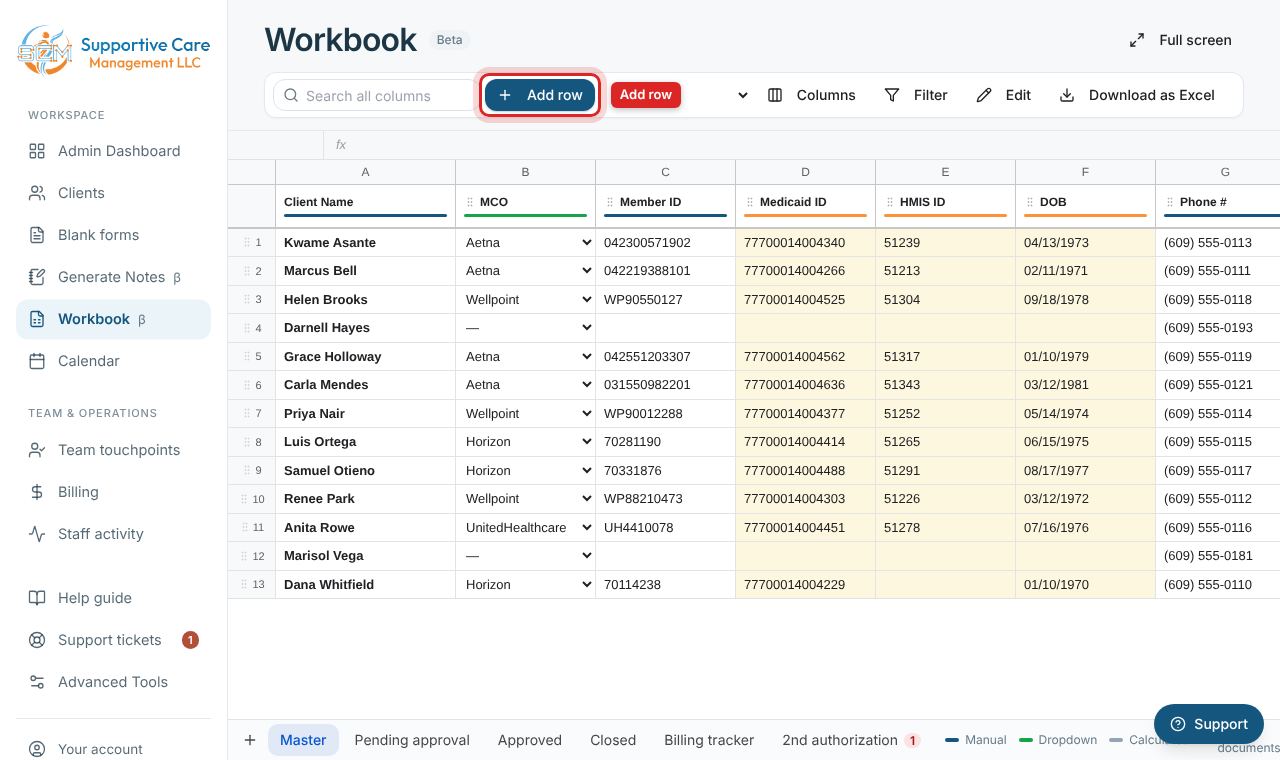 SCM
Supportive Care
Management LLC
WORKSPACE
Admin Dashboard
Clients
Blank forms
Generate Notes β
Workbook β
Calendar
TEAM & OPERATIONS
Team touchpoints
Billing
Staff activity
Help guide
Support tickets 1
Advanced Tools
Your account
Workbook Beta
Full screen
Search all columns
+ Add row
Add row
Columns
Filter
Edit
Download as Excel
fx
A B C D E F G
Client Name MCO Member ID Medicaid ID HMIS ID DOB Phone #
1 Kwame Asante Aetna 042300571902 77700014004340 51239 04/13/1973 (609) 555-0113
2 Marcus Bell Aetna 042219388101 77700014004266 51213 02/11/1971 (609) 555-0111
3 Helen Brooks Wellpoint WP90550127 77700014004525 51304 09/18/1978 (609) 555-0118
4 Darnell Hayes — (609) 555-0193
5 Grace Holloway Aetna 042551203307 77700014004562 51317 01/10/1979 (609) 555-0119
6 Carla Mendes Aetna 031550982201 77700014004636 51343 03/12/1981 (609) 555-0121
7 Priya Nair Wellpoint WP90012288 77700014004377 51252 05/14/1974 (609) 555-0114
8 Luis Ortega Horizon 70281190 77700014004414 51265 06/15/1975 (609) 555-0115
9 Samuel Otieno Horizon 70331876 77700014004488 51291 08/17/1977 (609) 555-0117
10 Renee Park Wellpoint WP88210473 77700014004303 51226 03/12/1972 (609) 555-0112
11 Anita Rowe UnitedHealthcare UH4410078 77700014004451 51278 07/16/1976 (609) 555-0116
12 Marisol Vega — (609) 555-0181
13 Dana Whitfield Horizon 70114238 77700014004229 01/10/1970 (609) 555-0110
+ Master Pending approval Approved Closed Billing tracker 2nd authorization 1 Manual Dropdown
documents
Support